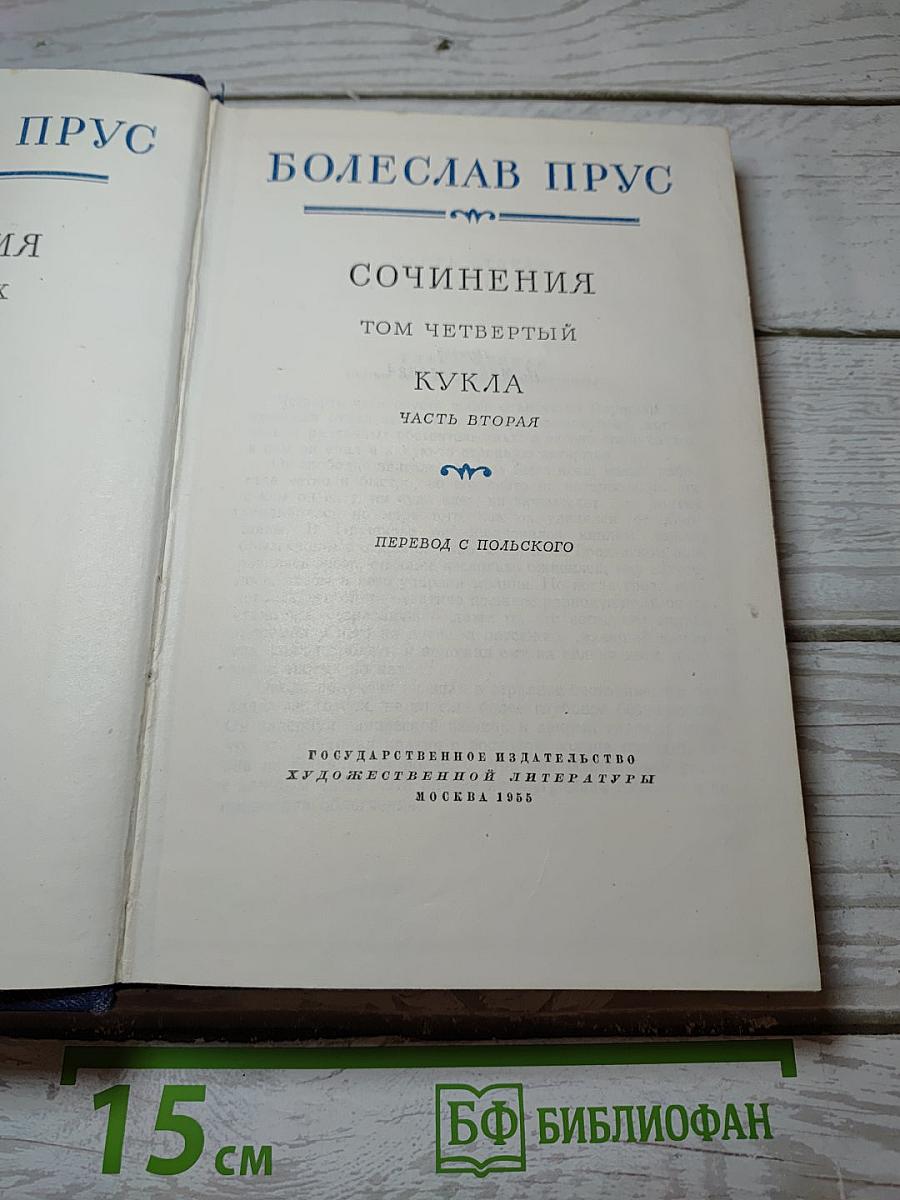 ПРУС
ИЯ
Х
БОЛЕСЛАВ ПРУС
СОЧИНЕНИЯ
ТОМ ЧЕТВЕРТЫЙ
КУКЛА
ЧАСТЬ ВТОРАЯ
ПЕРЕВОД С ПОЛЬСКОГО
ГОСУДАРСТВЕННОЕ ИЗДАТЕЛЬСТВО
ХУДОЖЕСТВЕННОЙ ЛИТЕРАТУРЫ
МОСКВА 1955
15 см
БФ БИБЛИОФАН